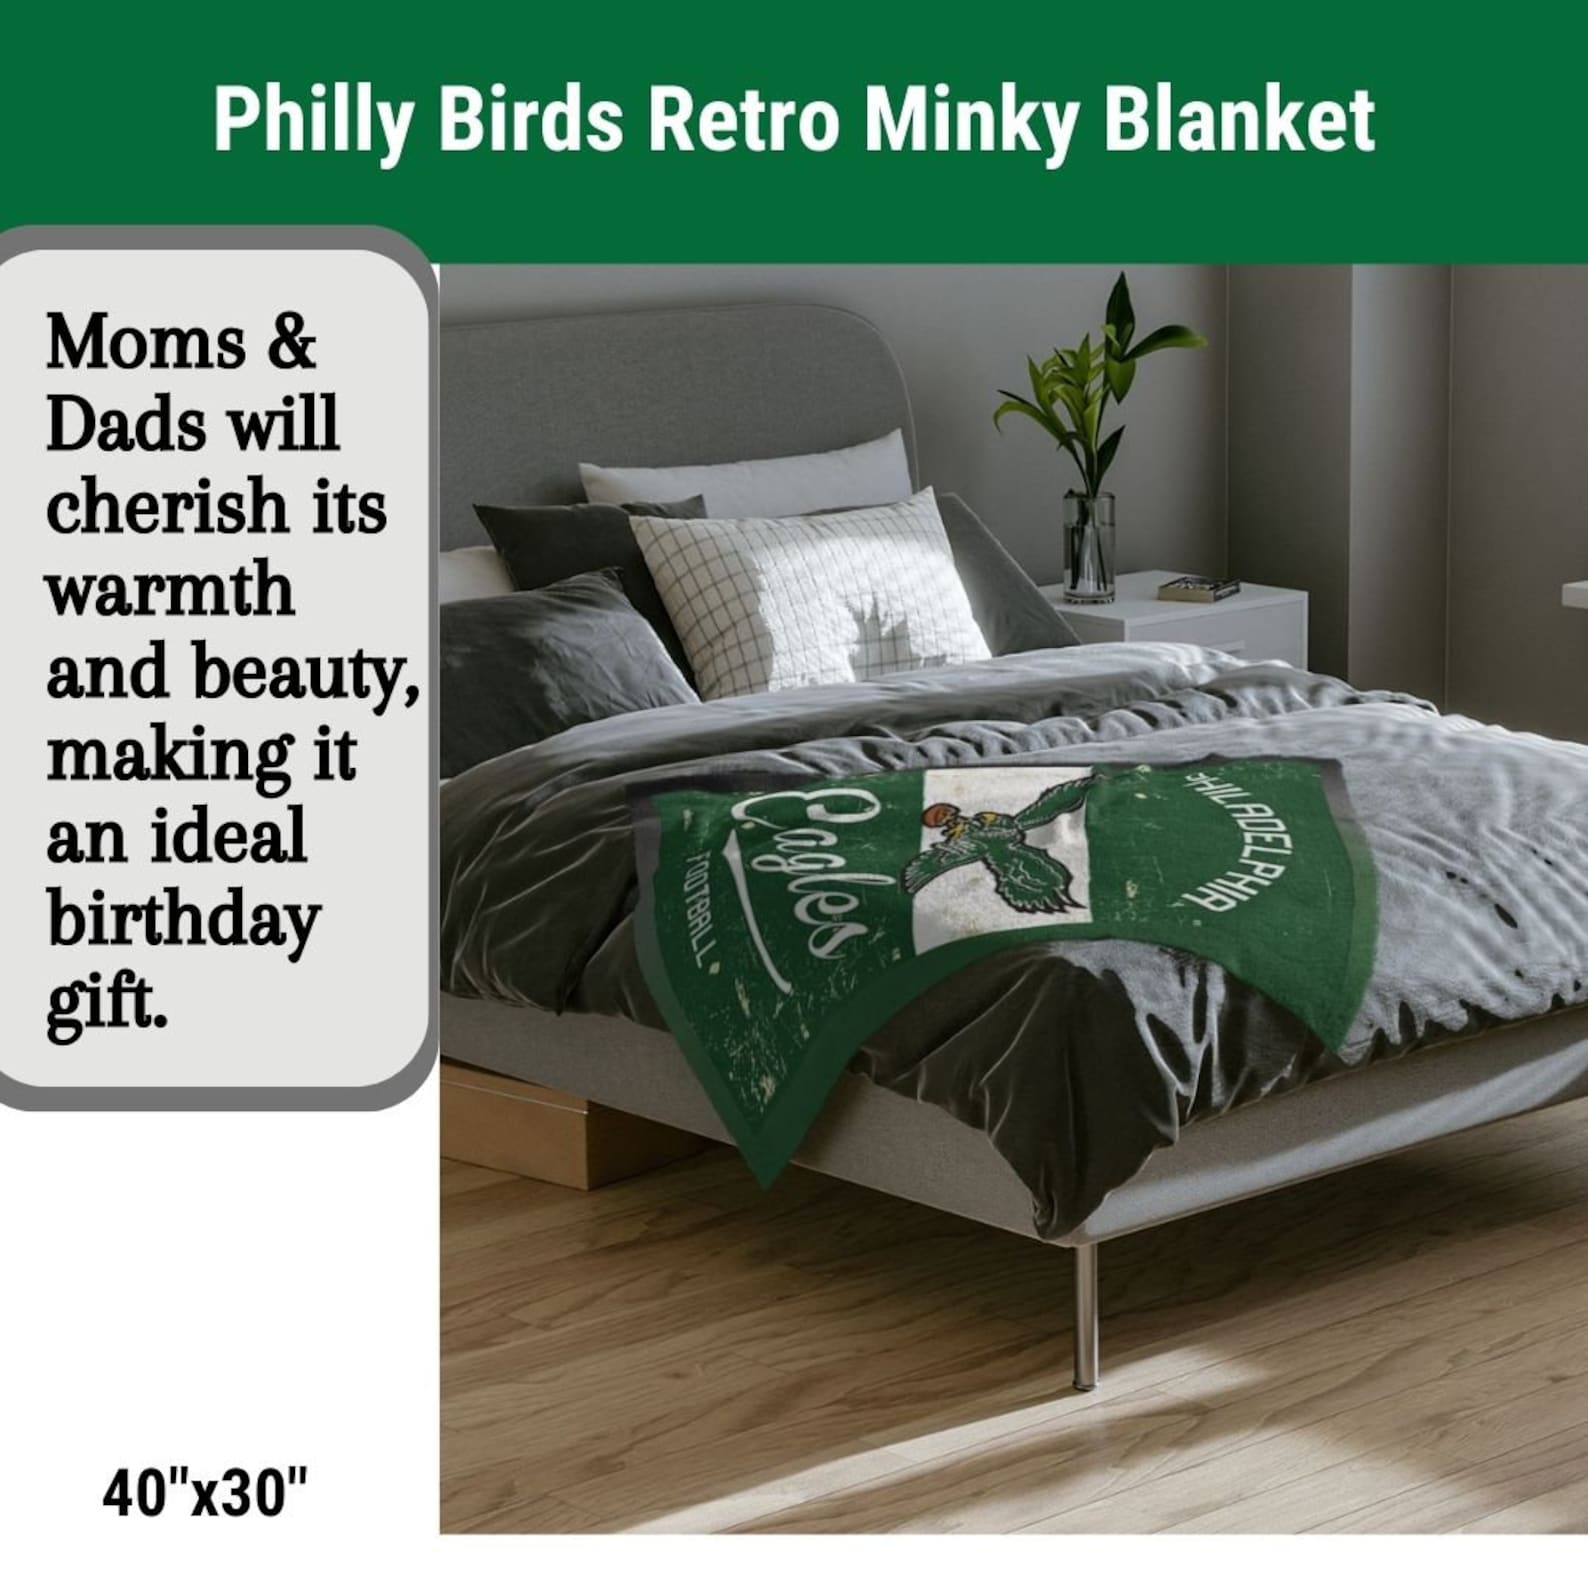 Philly Birds Retro Minky Blanket
Moms &
Dads will
cherish its
warmth
and beauty,
making it
an ideal
birthday
gift.
Eagles
FOOTBALL
PHILADELPHIA
40"x30"